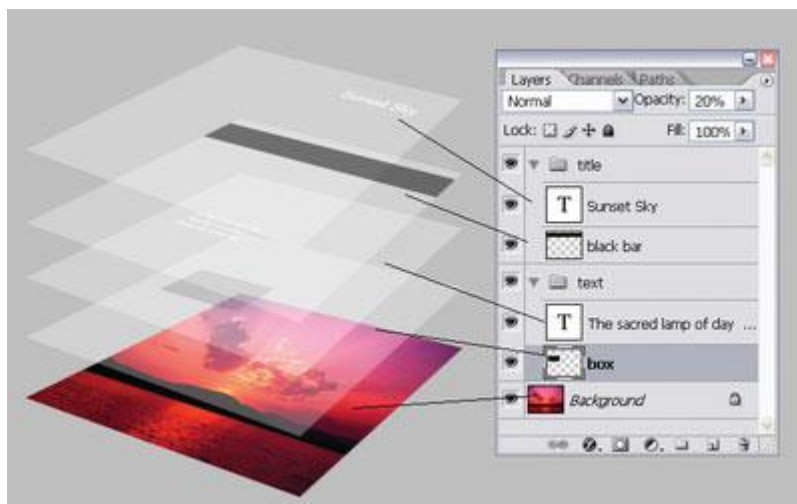 Sunset Sky
Layers Channels Paths
Normal Opacity: 20%
Lock: Fill: 100%
title
T Sunset Sky
black bar
text
T The sacred lamp of day ...
box
Background